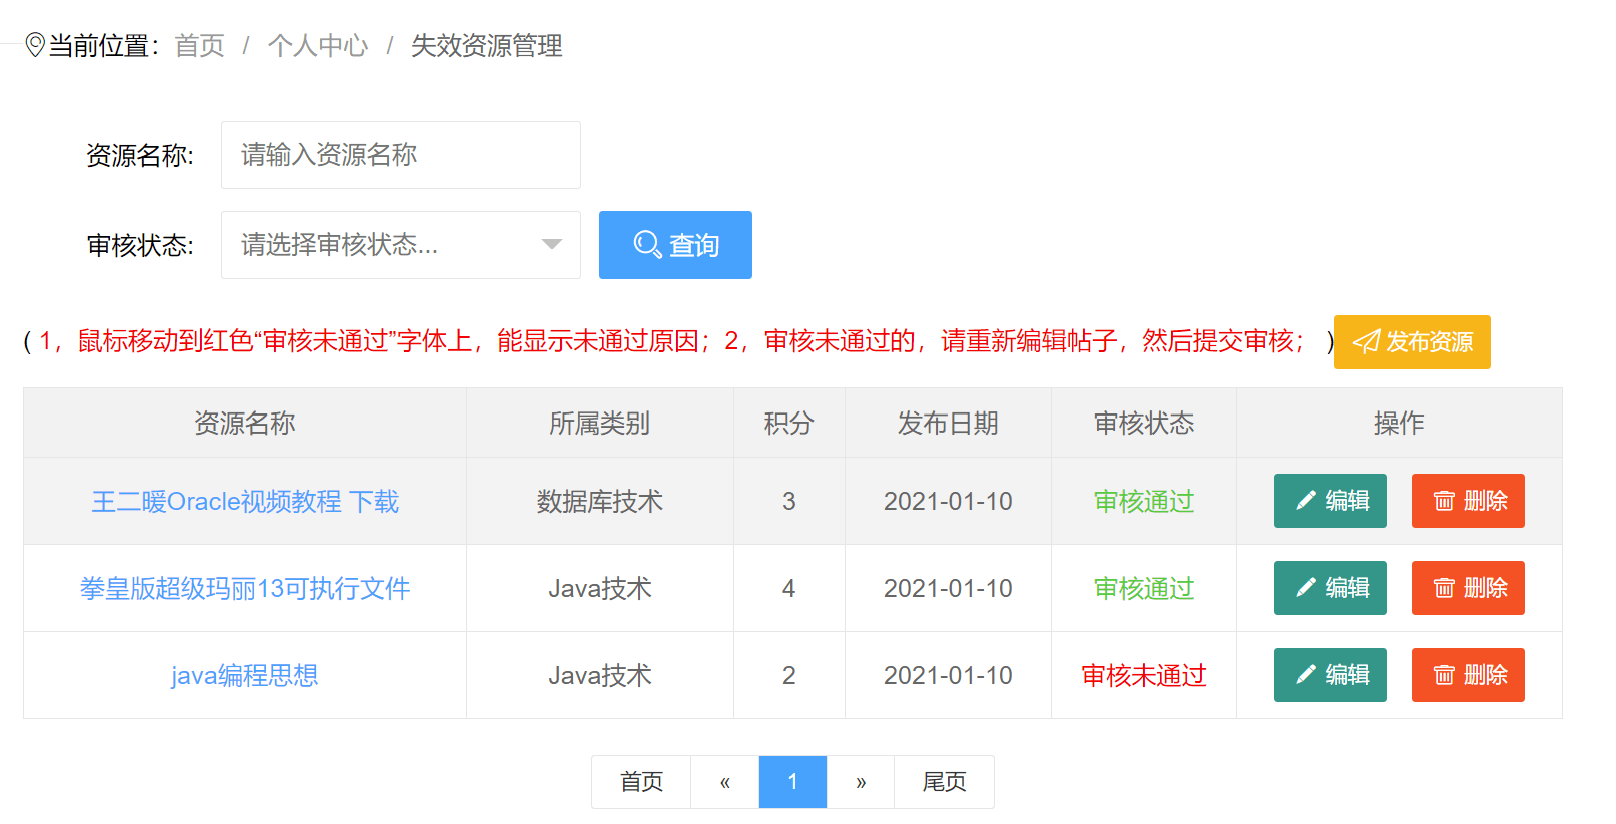 当前位置：首页 / 个人中心 / 失效资源管理
资源名称: 请输入资源名称
审核状态: 请选择审核状态... 查询
( 1，鼠标移动到红色“审核未通过”字体上，能显示未通过原因；2，审核未通过的，请重新编辑帖子，然后提交审核； ) 发布资源
资源名称 所属类别 积分 发布日期 审核状态 操作
王二暖Oracle视频教程 下载 数据库技术 3 2021-01-10 审核通过 编辑 删除
拳皇版超级玛丽13可执行文件 Java技术 4 2021-01-10 审核通过 编辑 删除
java编程思想 Java技术 2 2021-01-10 审核未通过 编辑 删除
首页 « 1 » 尾页